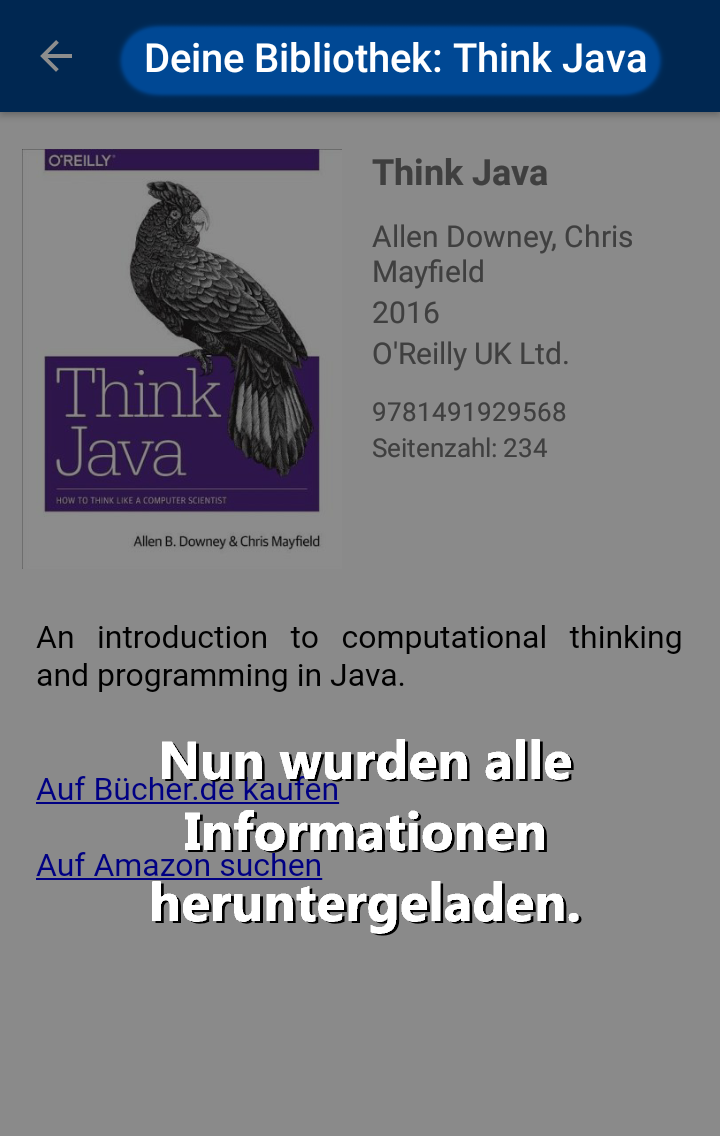 Deine Bibliothek: Think Java
O'REILLY®
Think
Java
HOW TO THINK LIKE A COMPUTER SCIENTIST
Allen B. Downey & Chris Mayfield
Think Java
Allen Downey, Chris
Mayfield
2016
O'Reilly UK Ltd.
9781491929568
Seitenzahl: 234
An introduction to computational thinking
and programming in Java.
Nun wurden alle
Auf Bücher.de kaufen
Informationen
Auf Amazon suchen
heruntergeladen.